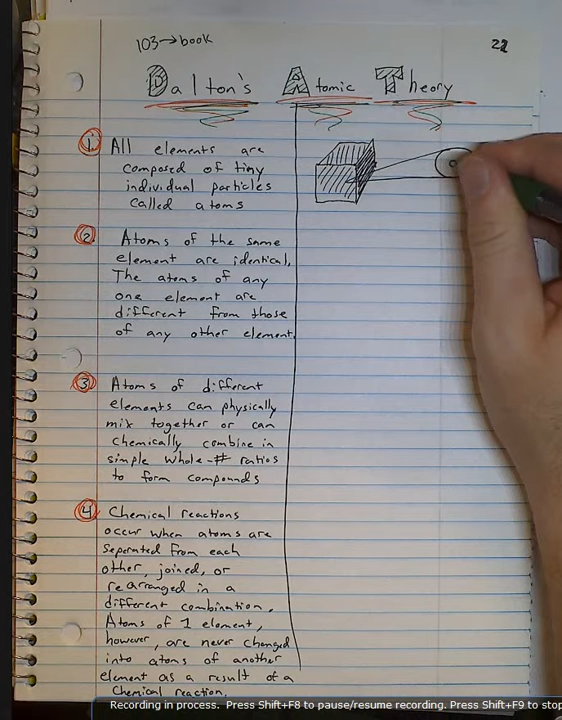 103→book
22
Dalton's Atomic Theory
1. All elements are
composed of tiny
individual particles
called atoms
2. Atoms of the same
element are identical.
The atoms of any
one element are
different from those
of any other element.
3. Atoms of different
elements can physically
mix together or can
chemically combine in
simple whole-# ratios
to form compounds
4. Chemical reactions
occur when atoms are
seperated from each
other, joined, or
rearranged in a
different combination.
Atoms of 1 element,
however, are never changed
into atoms of another
element as a result of a
Chemical reaction.
Recording in process. Press Shift+F8 to pause/resume recording. Press Shift+F9 to stop